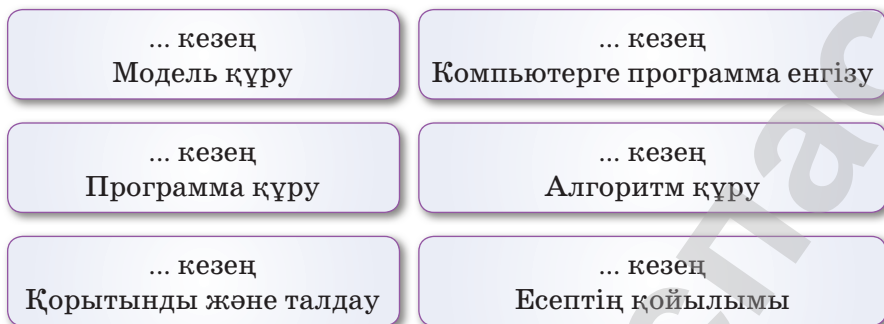 ... кезең
Модель құру
... кезең
Компьютерге программа енгізу
... кезең
Программа құру
... кезең
Алгоритм құру
... кезең
Қорытынды және талдау
... кезең
Есептің қойылымы